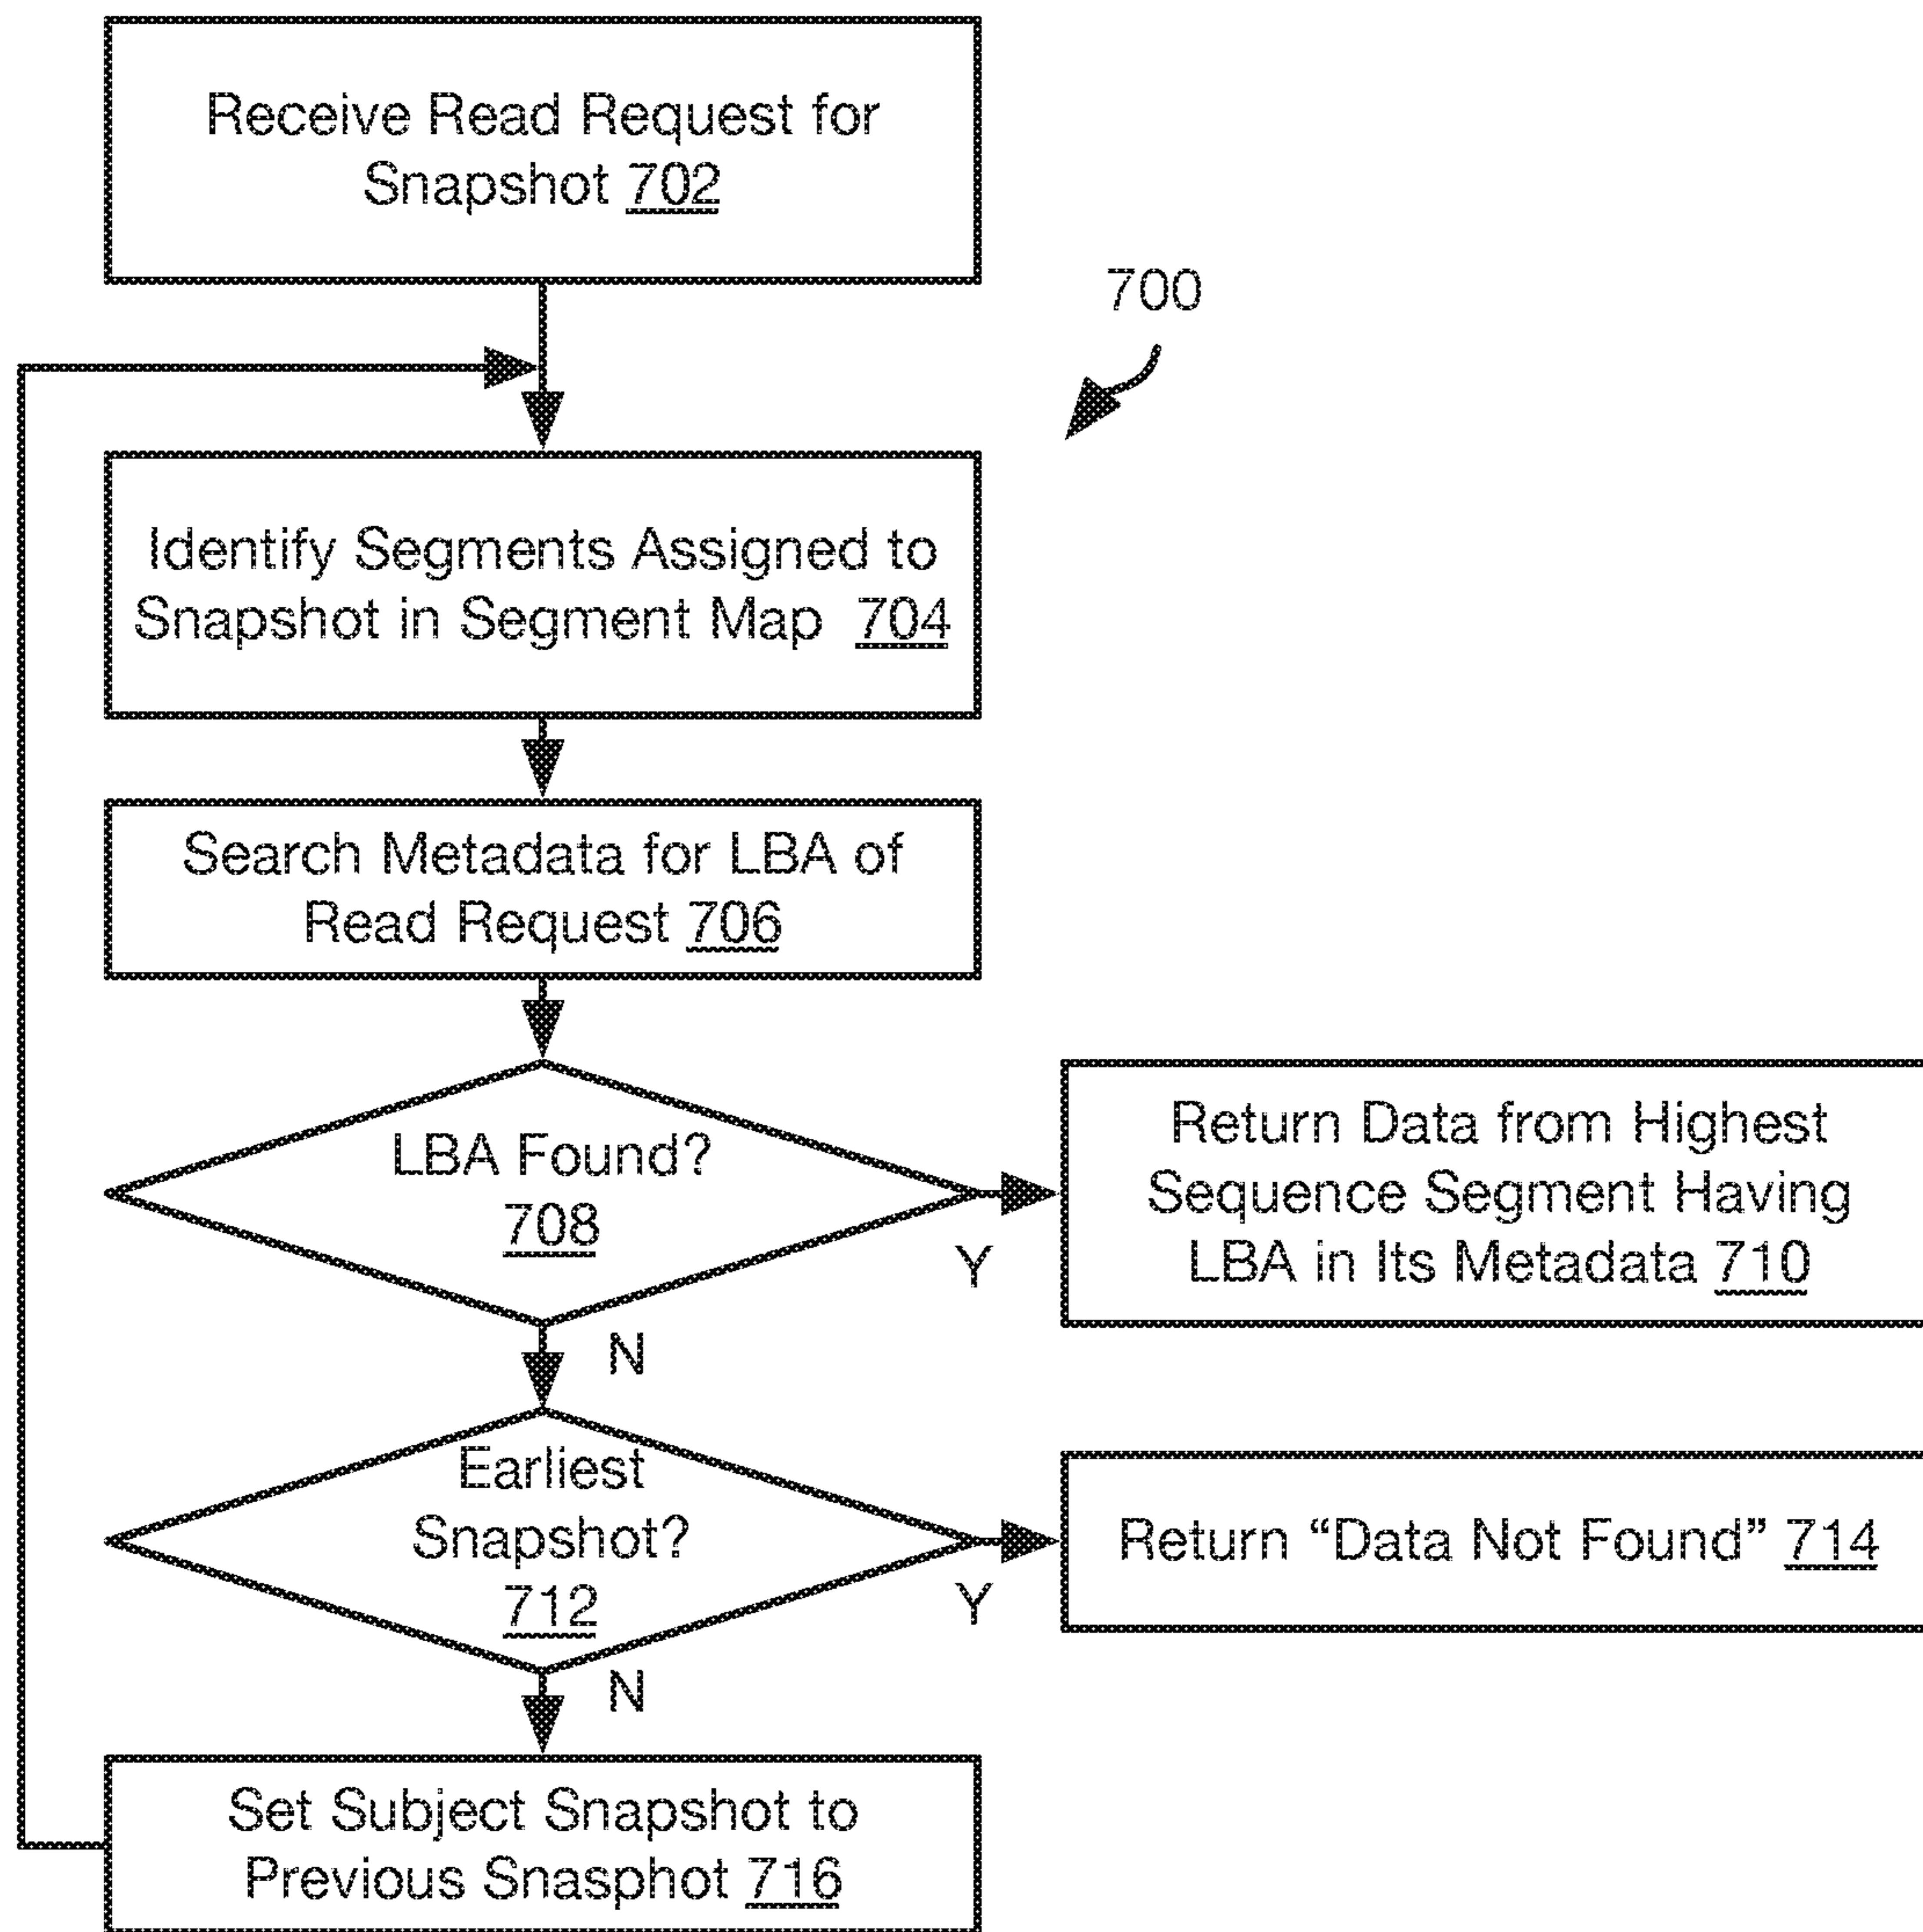 Receive Read Request for
Snapshot 702
700
Identify Segments Assigned to
Snapshot in Segment Map 704
Search Metadata for LBA of
Read Request 706
LBA Found?
708
Y
N
Return Data from Highest
Sequence Segment Having
LBA in Its Metadata 710
Earliest
Snapshot?
712
Y
N
Return “Data Not Found” 714
Set Subject Snapshot to
Previous Snasphot 716